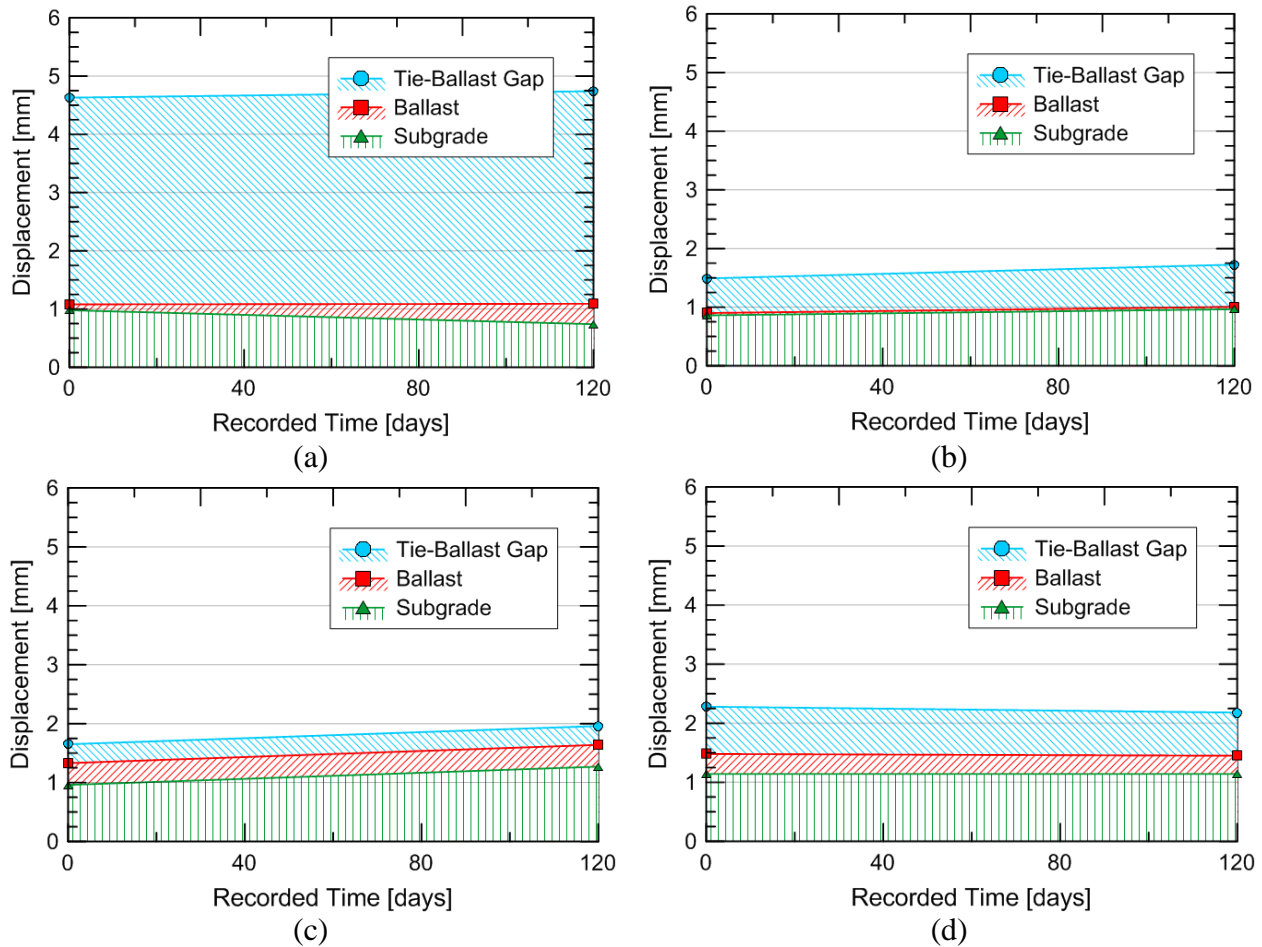 6
5
4
3
2
1
0
Displacement [mm]
Tie-Ballast Gap
Ballast
Subgrade
0 40 80 120
Recorded Time [days]
(a)
6
5
4
3
2
1
0
Displacement [mm]
Tie-Ballast Gap
Ballast
Subgrade
0 40 80 120
Recorded Time [days]
(b)
6
5
4
3
2
1
0
Displacement [mm]
Tie-Ballast Gap
Ballast
Subgrade
0 40 80 120
Recorded Time [days]
(c)
6
5
4
3
2
1
0
Displacement [mm]
Tie-Ballast Gap
Ballast
Subgrade
0 40 80 120
Recorded Time [days]
(d)